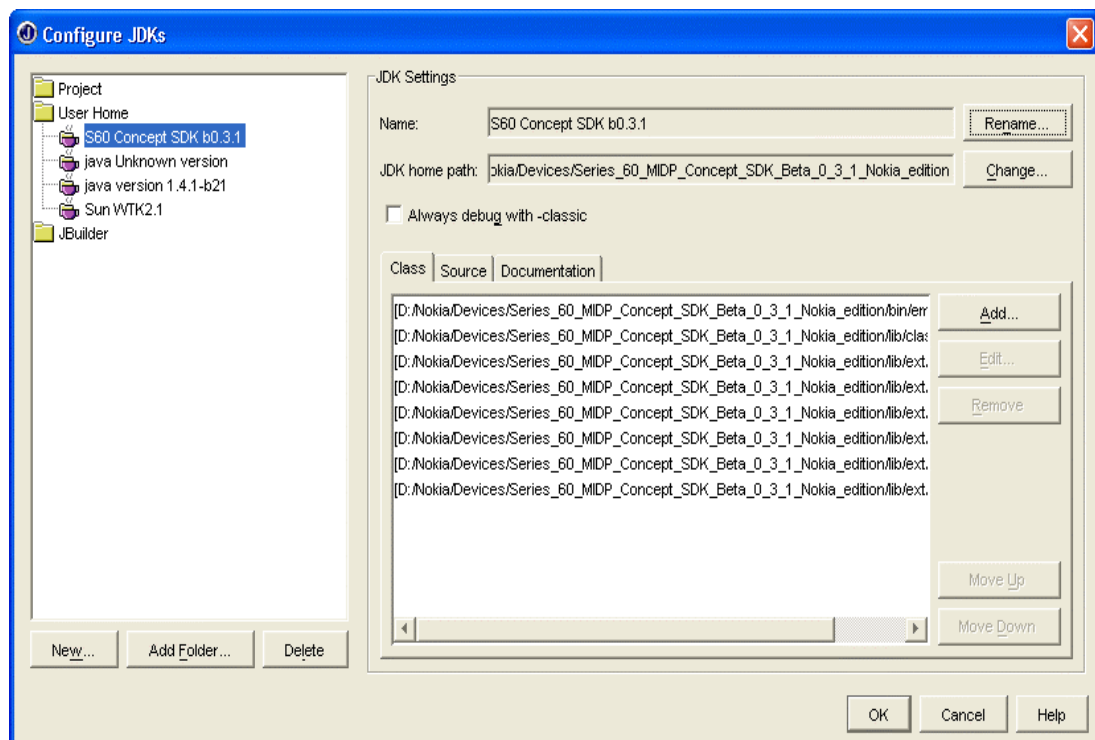 Configure JDKs
Project
User Home
S60 Concept SDK b0.3.1
java Unknown version
java version 1.4.1-b21
Sun WTK2.1
JBuilder
New...
Add Folder...
Delete
JDK Settings
Name: S60 Concept SDK b0.3.1 Rename...
JDK home path: okia/Devices/Series_60_MIDP_Concept_SDK_Beta_0_3_1_Nokia_edition Change...
Always debug with -classic
Class Source Documentation
[D:/Nokia/Devices/Series_60_MIDP_Concept_SDK_Beta_0_3_1_Nokia_edition/bin/em
[D:/Nokia/Devices/Series_60_MIDP_Concept_SDK_Beta_0_3_1_Nokia_edition/lib/clas
[D:/Nokia/Devices/Series_60_MIDP_Concept_SDK_Beta_0_3_1_Nokia_edition/lib/ext.
[D:/Nokia/Devices/Series_60_MIDP_Concept_SDK_Beta_0_3_1_Nokia_edition/lib/ext.
[D:/Nokia/Devices/Series_60_MIDP_Concept_SDK_Beta_0_3_1_Nokia_edition/lib/ext.
[D:/Nokia/Devices/Series_60_MIDP_Concept_SDK_Beta_0_3_1_Nokia_edition/lib/ext.
[D:/Nokia/Devices/Series_60_MIDP_Concept_SDK_Beta_0_3_1_Nokia_edition/lib/ext.
[D:/Nokia/Devices/Series_60_MIDP_Concept_SDK_Beta_0_3_1_Nokia_edition/lib/ext.
Add...
Edit...
Remove
Move Up
Move Down
OK
Cancel
Help